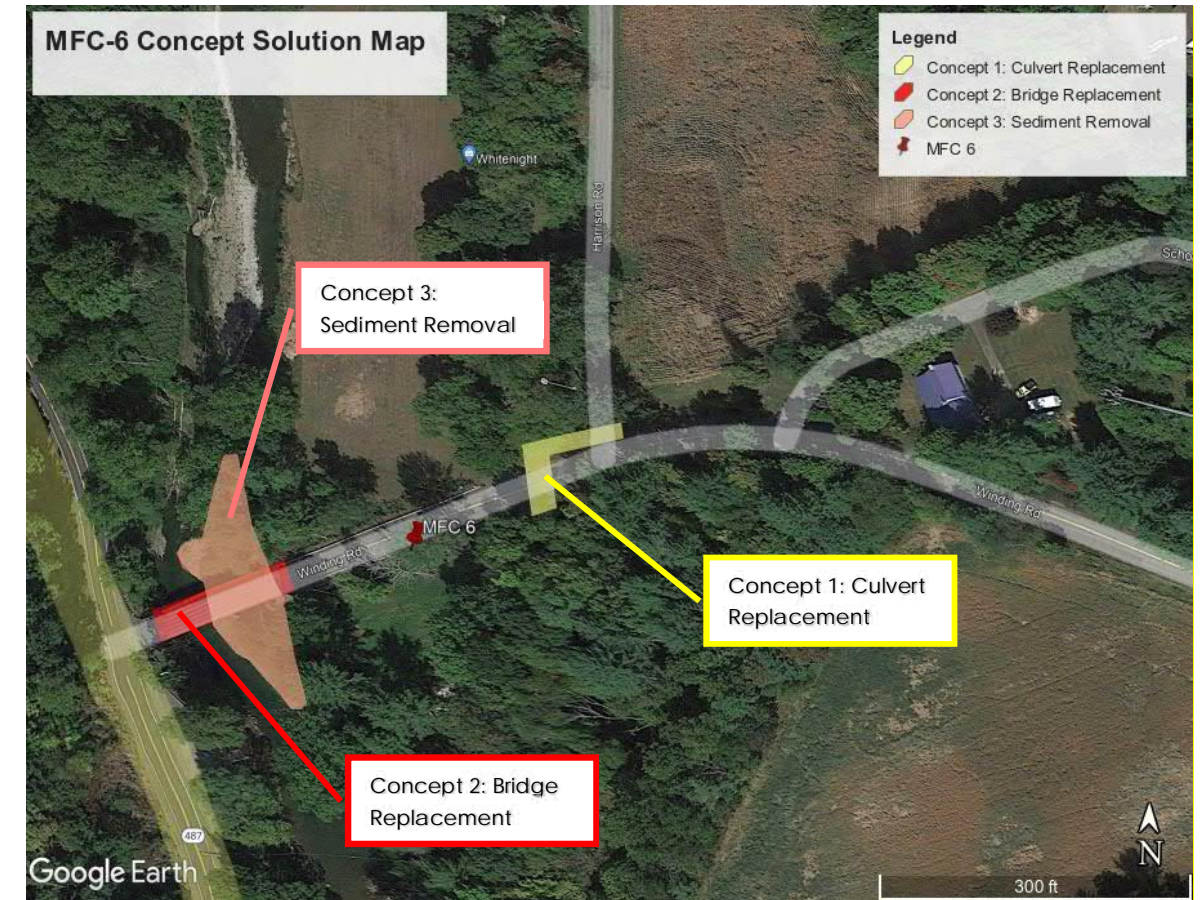 MFC-6 Concept Solution Map
Legend
Concept 1: Culvert Replacement
Concept 2: Bridge Replacement
Concept 3: Sediment Removal
MFC 6
Whitenight
Harrison Rd
Scho
Concept 3:
Sediment Removal
MFC 6
Winding Rd
Winding Rd
Concept 1: Culvert
Replacement
Concept 2: Bridge
Replacement
487
Google Earth
N
300 ft